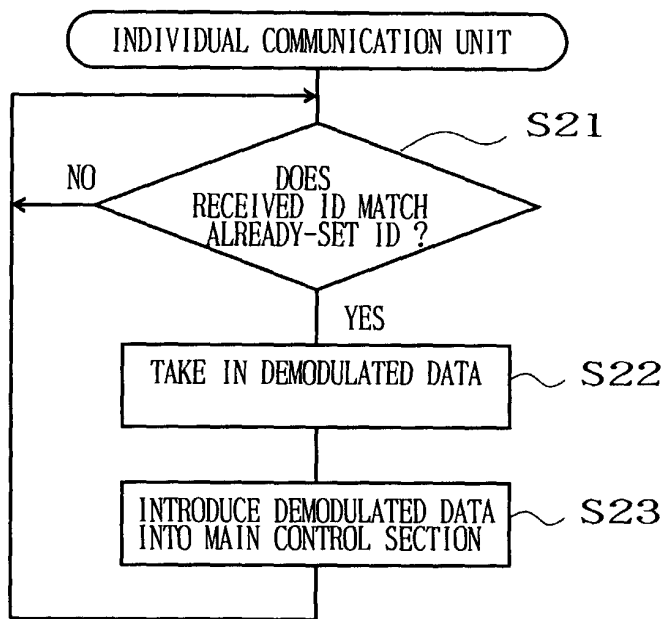 INDIVIDUAL COMMUNICATION UNIT
S21
NO
DOES
RECEIVED ID MATCH
ALREADY-SET ID ?
YES
TAKE IN DEMODULATED DATA
S22
INTRODUCE DEMODULATED DATA
INTO MAIN CONTROL SECTION
S23